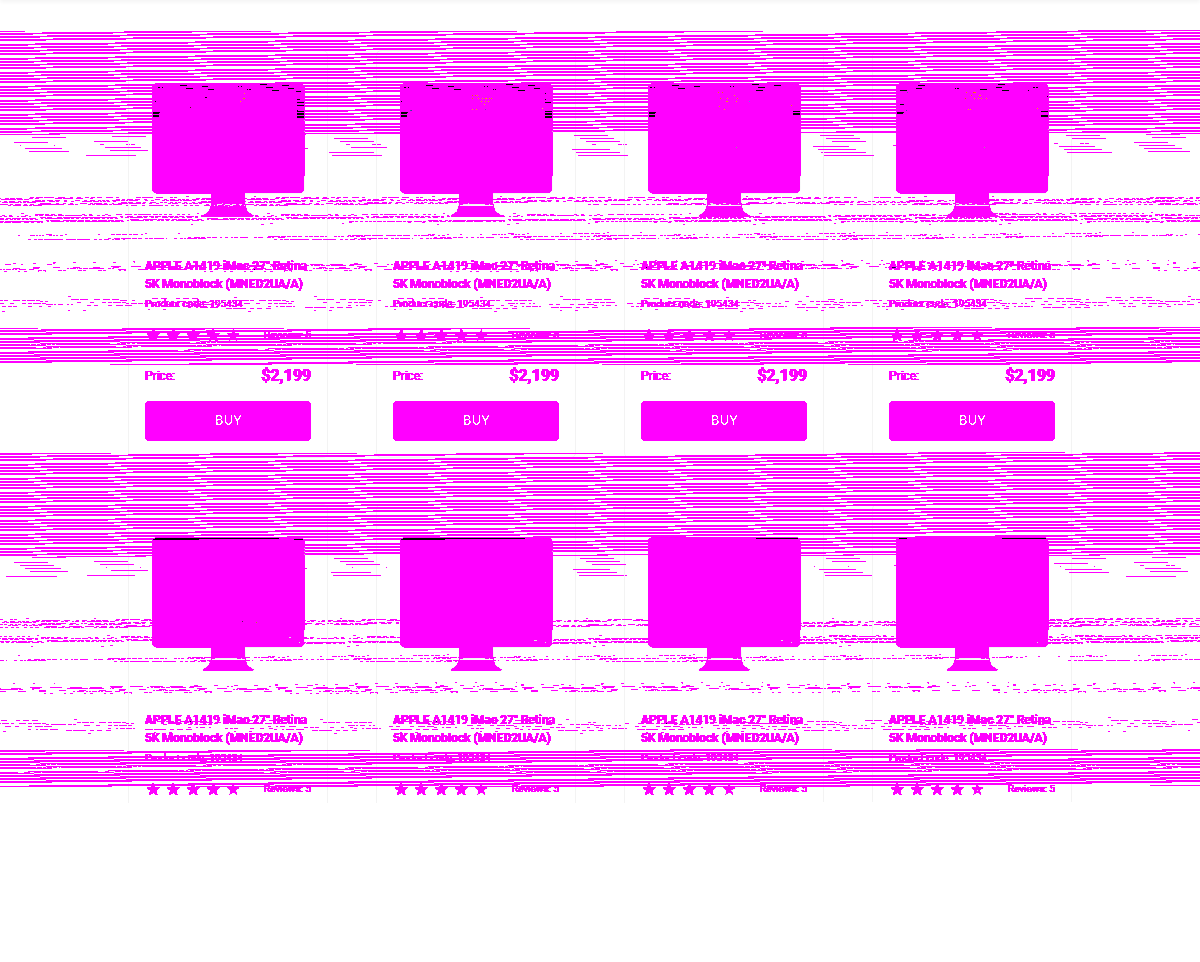 APPLE A1419 iMac 27" Retina
5K Monoblock (MNED2UA/A)
Product code: 195434
Reviews: 5
Price: $2,199
BUY
APPLE A1419 iMac 27" Retina
5K Monoblock (MNED2UA/A)
Product code: 195434
Reviews: 5
Price: $2,199
BUY
APPLE A1419 iMac 27" Retina
5K Monoblock (MNED2UA/A)
Product code: 195434
Reviews: 5
Price: $2,199
BUY
APPLE A1419 iMac 27" Retina
5K Monoblock (MNED2UA/A)
Product code: 195434
Reviews: 5
Price: $2,199
BUY
APPLE A1419 iMac 27" Retina
5K Monoblock (MNED2UA/A)
Product code: 195434
Reviews: 5
APPLE A1419 iMac 27" Retina
5K Monoblock (MNED2UA/A)
Product code: 195434
Reviews: 5
APPLE A1419 iMac 27" Retina
5K Monoblock (MNED2UA/A)
Product code: 195434
Reviews: 5
APPLE A1419 iMac 27" Retina
5K Monoblock (MNED2UA/A)
Product code: 195434
Reviews: 5